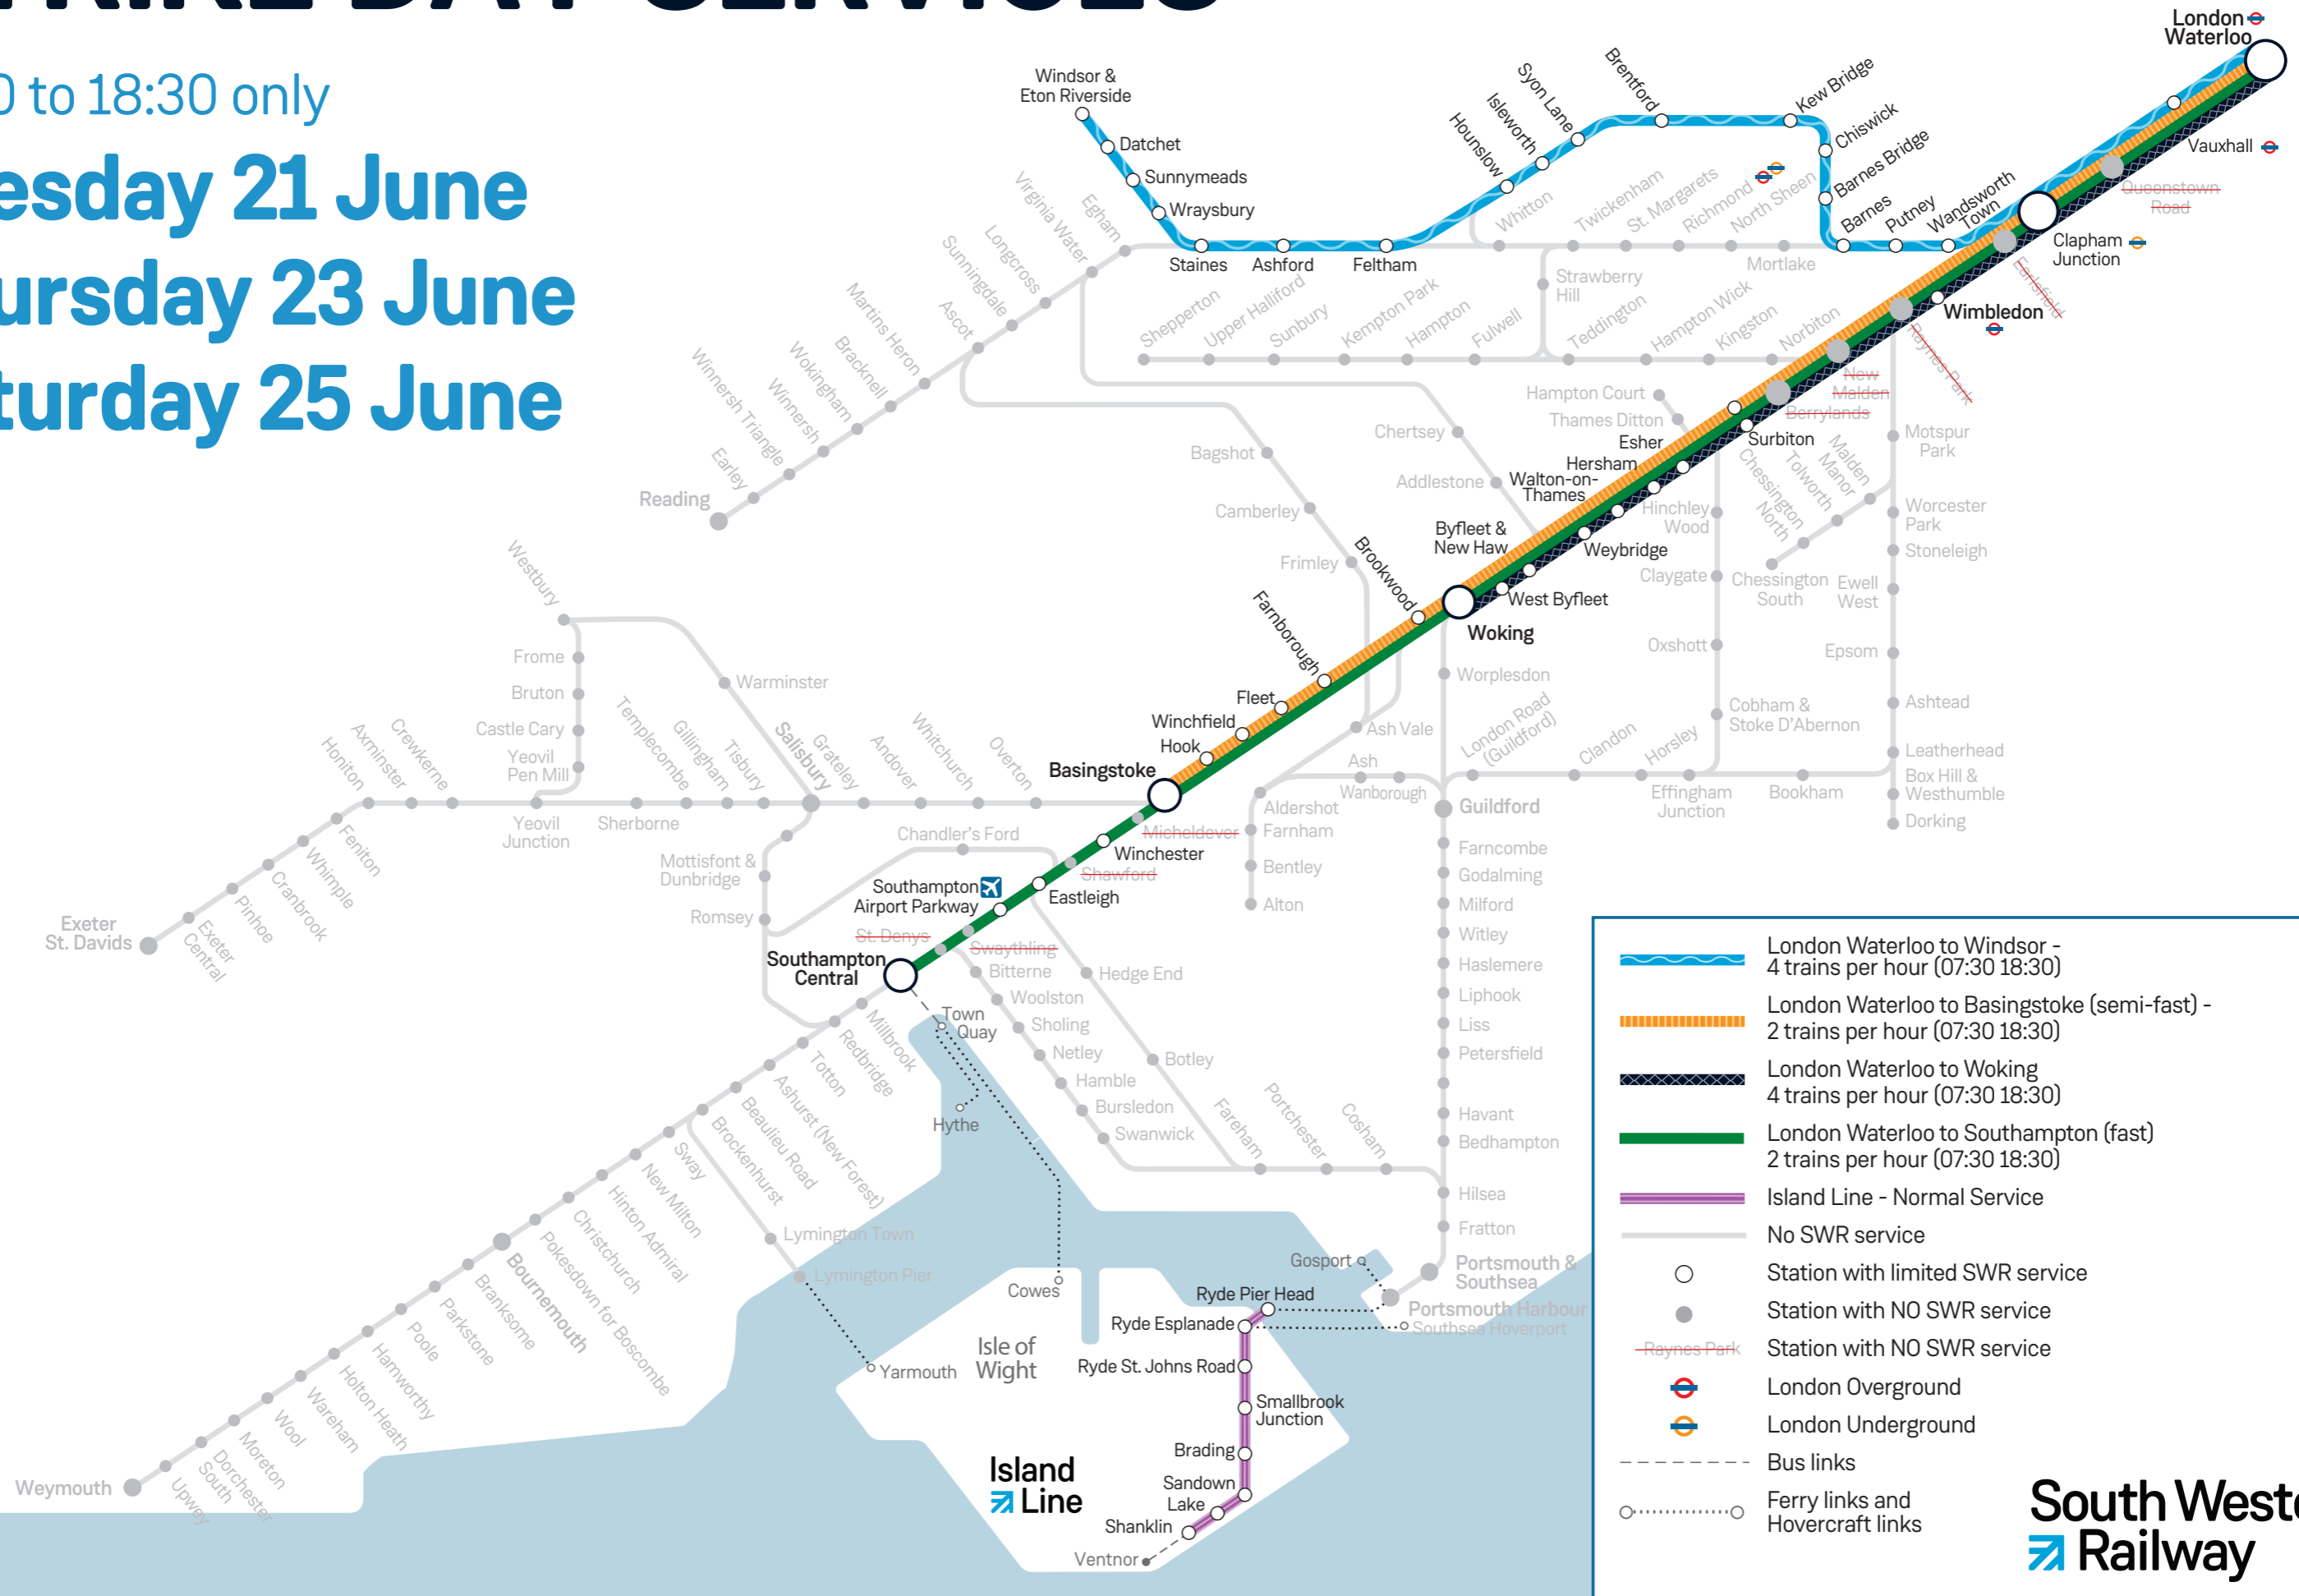 STRIKE DAY SERVICES
0 to 18:30 only
esday 21 June
ursday 23 June
turday 25 June
London
Waterloo
Vauxhall
Queenstown
Road
Clapham
Junction
Earlsfield
Wimbledon
Raynes Park
New
Malden
Berrylands
Surbiton
Windsor &
Eton Riverside
Datchet
Sunnymeads
Wraysbury
Staines
Ashford
Feltham
Hounslow
Isleworth
Syon Lane
Brentford
Kew Bridge
Chiswick
Barnes Bridge
Barnes
Putney
Wandsworth
Town
Whitton
Twickenham
St. Margarets
Richmond
North Sheen
Mortlake
Strawberry
Hill
Shepperton
Upper Halliford
Sunbury
Kempton Park
Hampton
Fulwell
Teddington
Hampton Wick
Kingston
Norbiton
Virginia Water
Egham
Longcross
Sunningdale
Ascot
Martins Heron
Bracknell
Wokingham
Winnersh
Winnersh Triangle
Earley
Reading
Bagshot
Camberley
Frimley
Chertsey
Addlestone
Hampton Court
Thames Ditton
Esher
Hersham
Walton-on-
Thames
Hinchley
Wood
Weybridge
Byfleet &
New Haw
West Byfleet
Woking
Brookwood
Farnborough
Fleet
Winchfield
Hook
Basingstoke
Claygate
Oxshott
Cobham &
Stoke D'Abernon
Chessington
North
Tolworth
Malden
Manor
Chessington
South
Motspur
Park
Worcester
Park
Stoneleigh
Ewell
West
Epsom
Ashtead
Leatherhead
Box Hill &
Westhumble
Dorking
Worplesdon
London Road
(Guildford)
Clandon
Horsley
Effingham
Junction
Bookham
Ash Vale
Ash
Wanborough
Guildford
Aldershot
Farnham
Bentley
Alton
Farncombe
Godalming
Milford
Witley
Haslemere
Liphook
Liss
Petersfield
Havant
Bedhampton
Hilsea
Fratton
Portsmouth &
Southsea
Portsmouth Harbour
Southsea Hoverport
Gosport
Westbury
Frome
Bruton
Castle Cary
Yeovil
Pen Mill
Warminster
Honiton
Axminster
Crewkerne
Yeovil
Junction
Sherborne
Templecombe
Gillingham
Tisbury
Salisbury
Grateley
Andover
Whitchurch
Overton
Feniton
Whimple
Cranbrook
Pinhoe
Exeter
Central
Exeter
St. Davids
Mottisfont &
Dunbridge
Romsey
Chandler's Ford
Micheldever
Winchester
Shawford
Eastleigh
Southampton
Airport Parkway
St. Denys
Swaythling
Southampton
Central
Bitterne
Woolston
Sholing
Netley
Hamble
Bursledon
Swanwick
Hedge End
Botley
Fareham
Portchester
Cosham
Town
Quay
Hythe
Millbrook
Redbridge
Totton
Ashurst (New Forest)
Beaulieu Road
Brockenhurst
Sway
New Milton
Hinton Admiral
Christchurch
Pokesdown for Boscombe
Bournemouth
Branksome
Parkstone
Poole
Hamworthy
Holton Heath
Wareham
Wool
Moreton
Dorchester
South
Upwey
Weymouth
Lymington Town
Lymington Pier
Yarmouth
Cowes
Isle of
Wight
Ryde Pier Head
Ryde Esplanade
Ryde St. Johns Road
Smallbrook
Junction
Brading
Sandown
Lake
Shanklin
Ventnor
Island
Line
London Waterloo to Windsor -
4 trains per hour (07:30 18:30)
London Waterloo to Basingstoke (semi-fast) -
2 trains per hour (07:30 18:30)
London Waterloo to Woking
4 trains per hour (07:30 18:30)
London Waterloo to Southampton (fast)
2 trains per hour (07:30 18:30)
Island Line - Normal Service
No SWR service
Station with limited SWR service
Station with NO SWR service
Raynes Park
Station with NO SWR service
London Overground
London Underground
Bus links
Ferry links and
Hovercraft links
South Weste
Railway